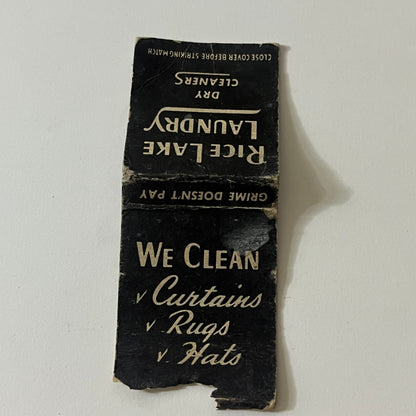 CLOSE COVER BEFORE STRIKING MATCH
RICE LAKE
LAUNDRY
DRY
CLEANERS
GRIME DOESN'T PAY
WE CLEAN
v Curtains
v Rugs
v Hats